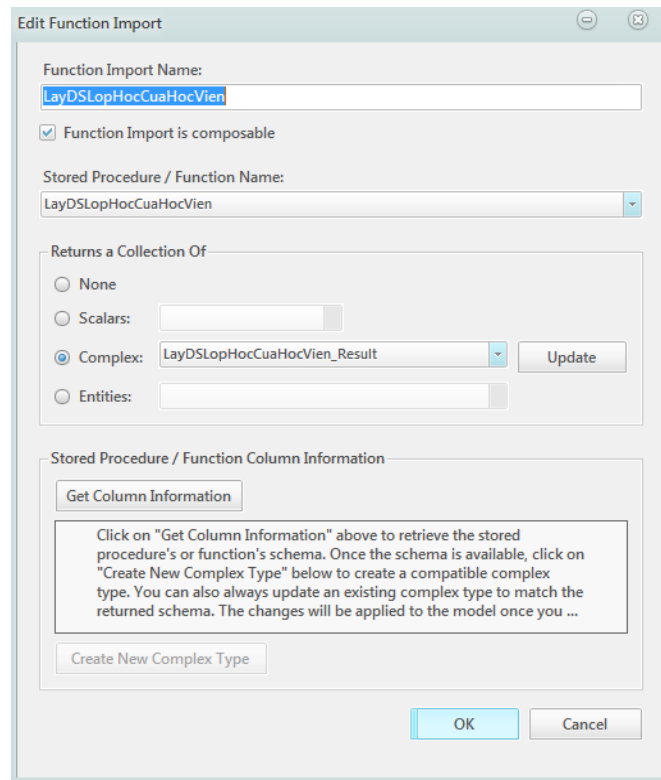 Edit Function Import
Function Import Name:
LayDSLopHocCuaHocVien
Function Import is composable
Stored Procedure / Function Name:
LayDSLopHocCuaHocVien
Returns a Collection Of
None
Scalars:
Complex: LayDSLopHocCuaHocVien_Result Update
Entities:
Stored Procedure / Function Column Information
Get Column Information
Click on "Get Column Information" above to retrieve the stored
procedure's or function's schema. Once the schema is available, click on
"Create New Complex Type" below to create a compatible complex
type. You can also always update an existing complex type to match the
returned schema. The changes will be applied to the model once you ...
Create New Complex Type
OK Cancel